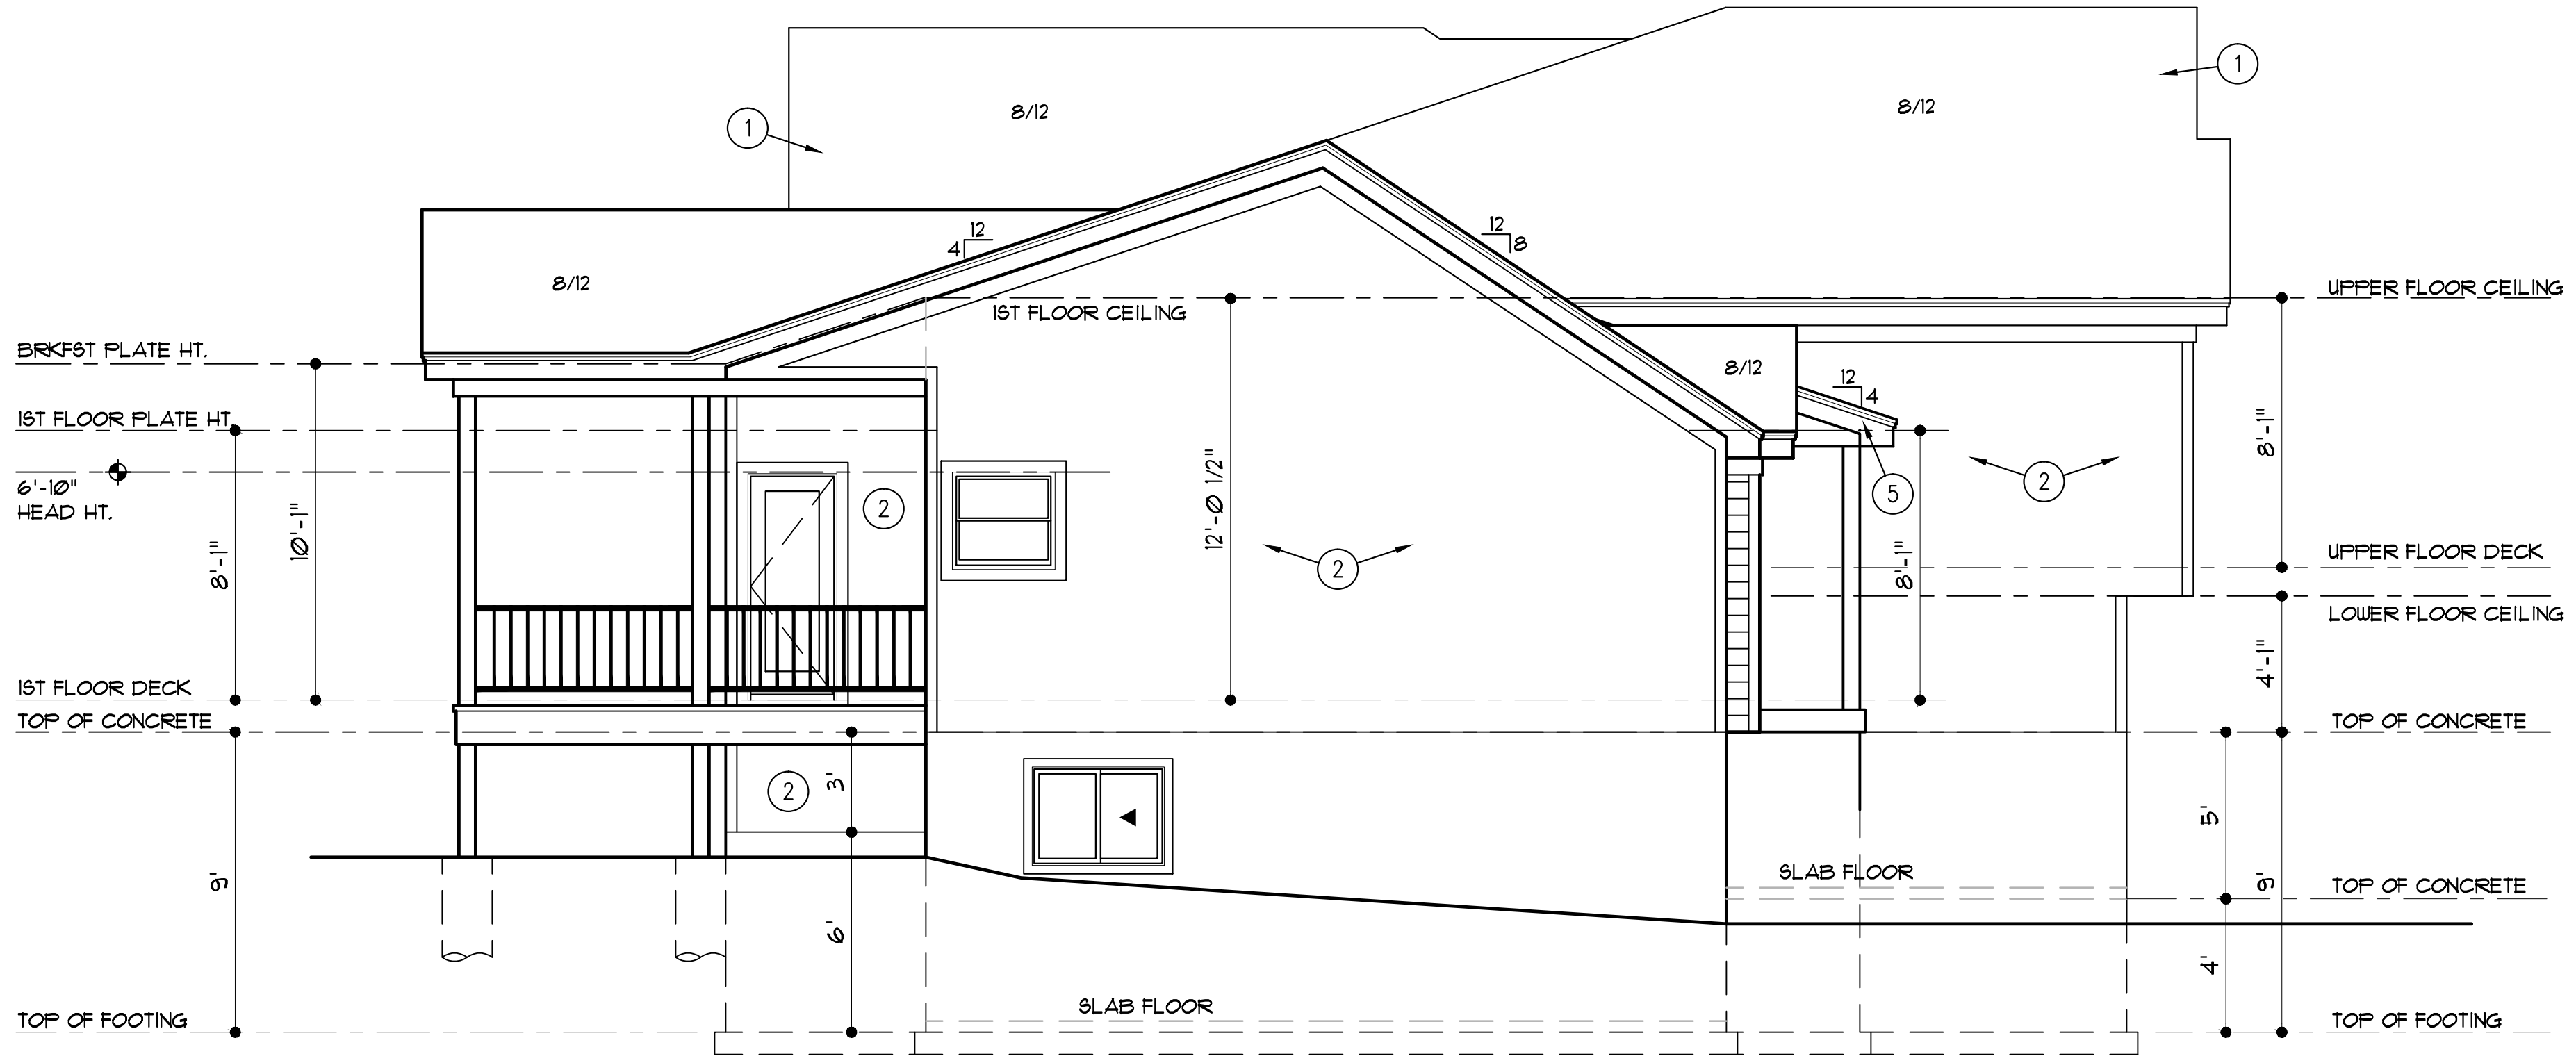 1
8/12
8/12
1
12
4
12
8
8/12
UPPER FLOOR CEILING
1ST FLOOR CEILING
BRKFST PLATE HT.
8/12
12
4
1ST FLOOR PLATE HT.
6'-10"
HEAD HT.
2
5
2
8'-1"
10'-1"
12'-0 1/2"
2
8'-1"
8'-1"
UPPER FLOOR DECK
LOWER FLOOR CEILING
4'-1"
1ST FLOOR DECK
TOP OF CONCRETE
TOP OF CONCRETE
2
3'
5'
9'
SLAB FLOOR
9'
TOP OF CONCRETE
6'
4'
SLAB FLOOR
TOP OF FOOTING
TOP OF FOOTING